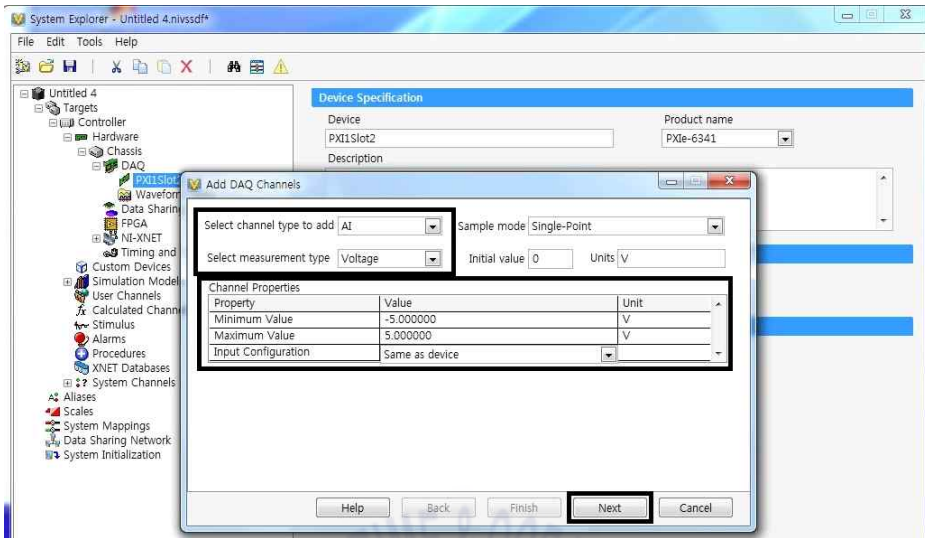 System Explorer - Untitled 4.nivssdf*
File Edit Tools Help
Untitled 4
Targets
Controller
Hardware
Chassis
DAQ
PXI1Slot
Waveform
Data Sharin
FPGA
NI-XNET
Timing and
Custom Devices
Simulation Model
User Channels
Calculated Channe
Stimulus
Alarms
Procedures
XNET Databases
System Channels
Aliases
Scales
System Mappings
Data Sharing Network
System Initialization
Device Specification
Device Product name
PXI1Slot2 PXIe-6341
Description
Add DAQ Channels
Select channel type to add AI Sample mode Single-Point
Select measurement type Voltage Initial value 0 Units V
Channel Properties
Property Value Unit
Minimum Value -5.000000 V
Maximum Value 5.000000 V
Input Configuration Same as device
Help Back Finish Next Cancel